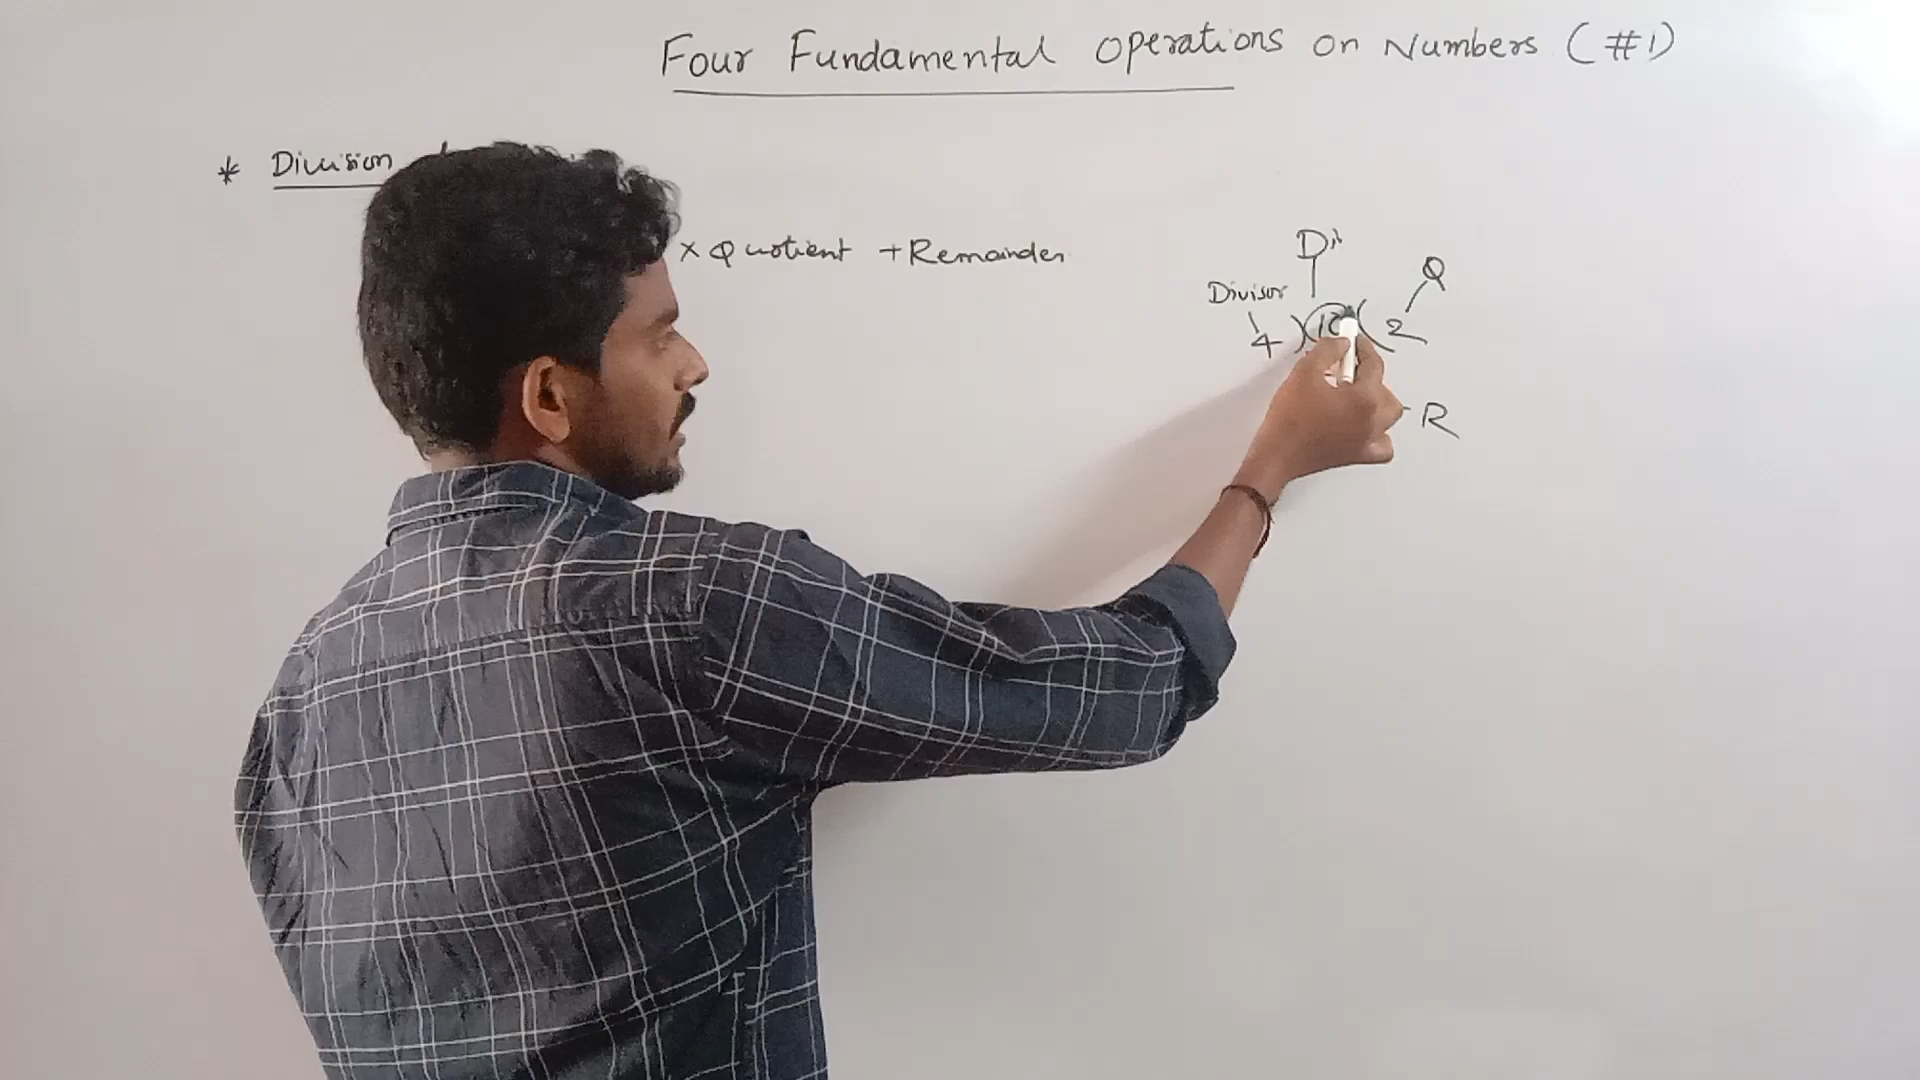 Four Fundamental Operations on Numbers (#1)
* Division
× Quotient + Remainder
Di
Q
Divisor
4 ) ( 2
R